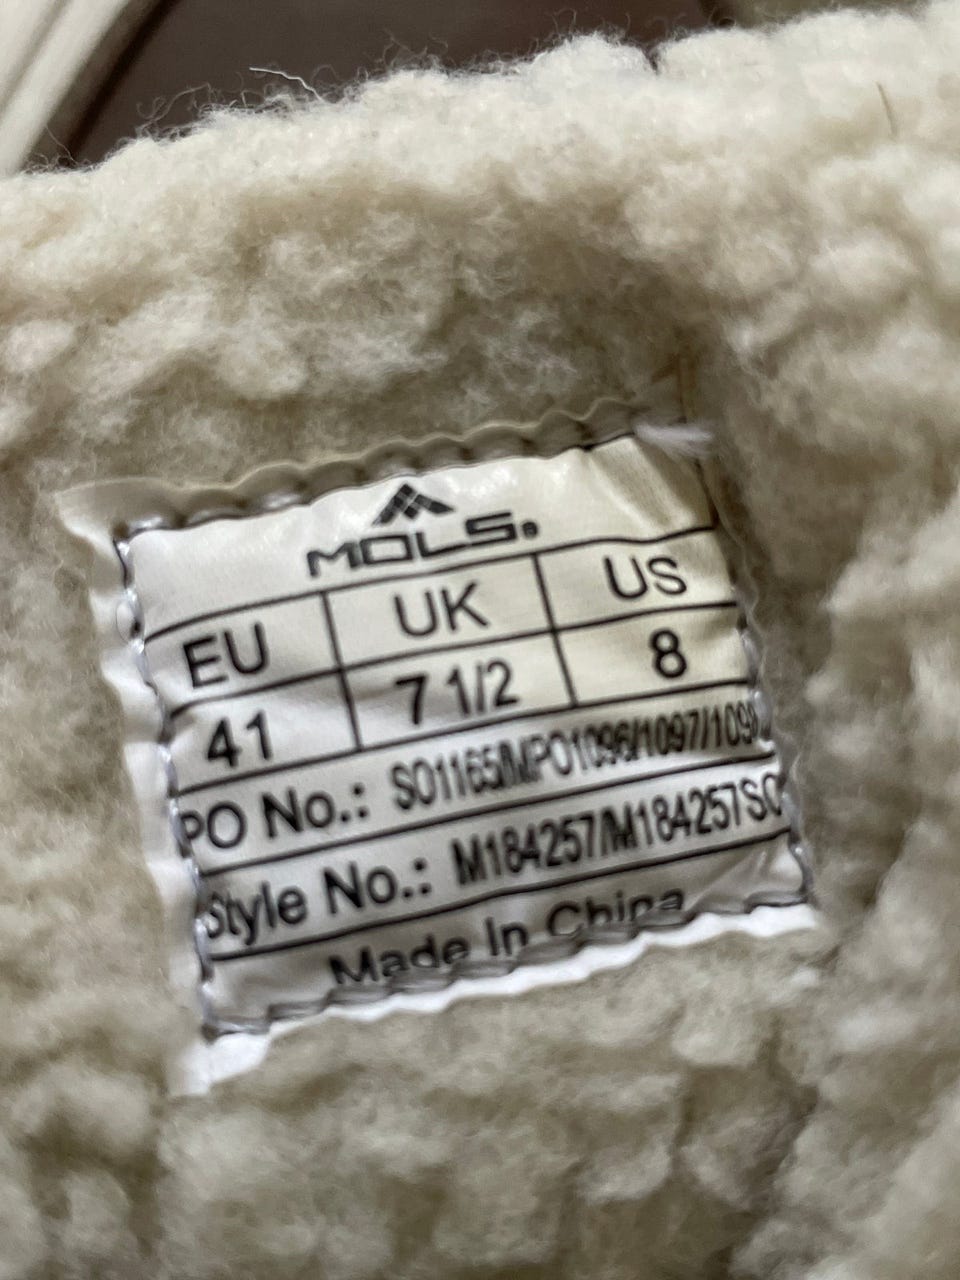 MOLS®
EU UK US
41 7 1/2 8
PO No.: SO1165/MPO1096/1097/109
Style No.: M184257/M184257SO
Made In China